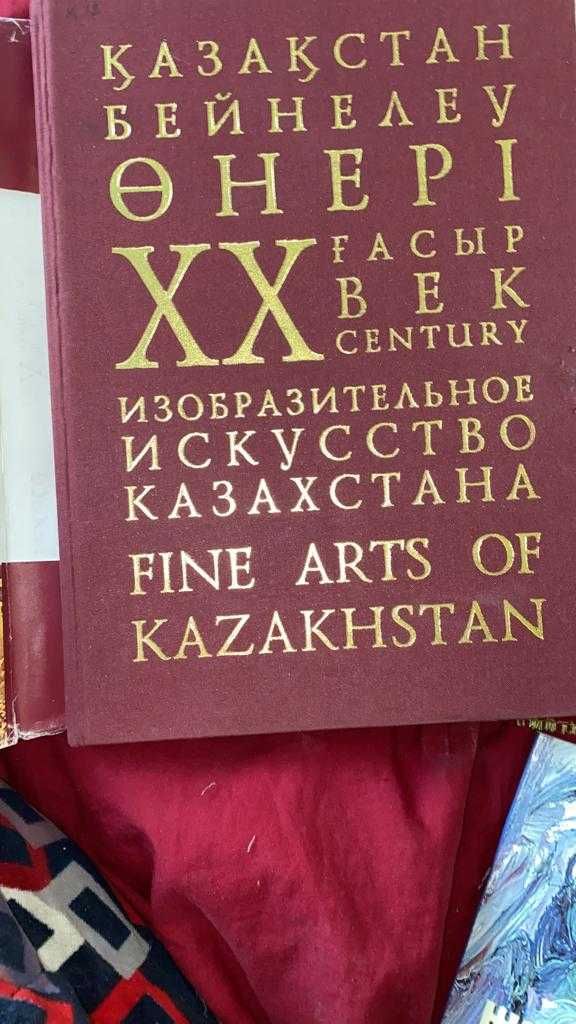 ҚАЗАҚСТАН
БЕЙНЕЛЕУ
ӨНЕРІ
XX ҒАСЫР
ВЕК
CENTURY
ИЗОБРАЗИТЕЛЬНОЕ
ИСКУССТВО
КАЗАХСТАНА
FINE ARTS OF
KAZAKHSTAN